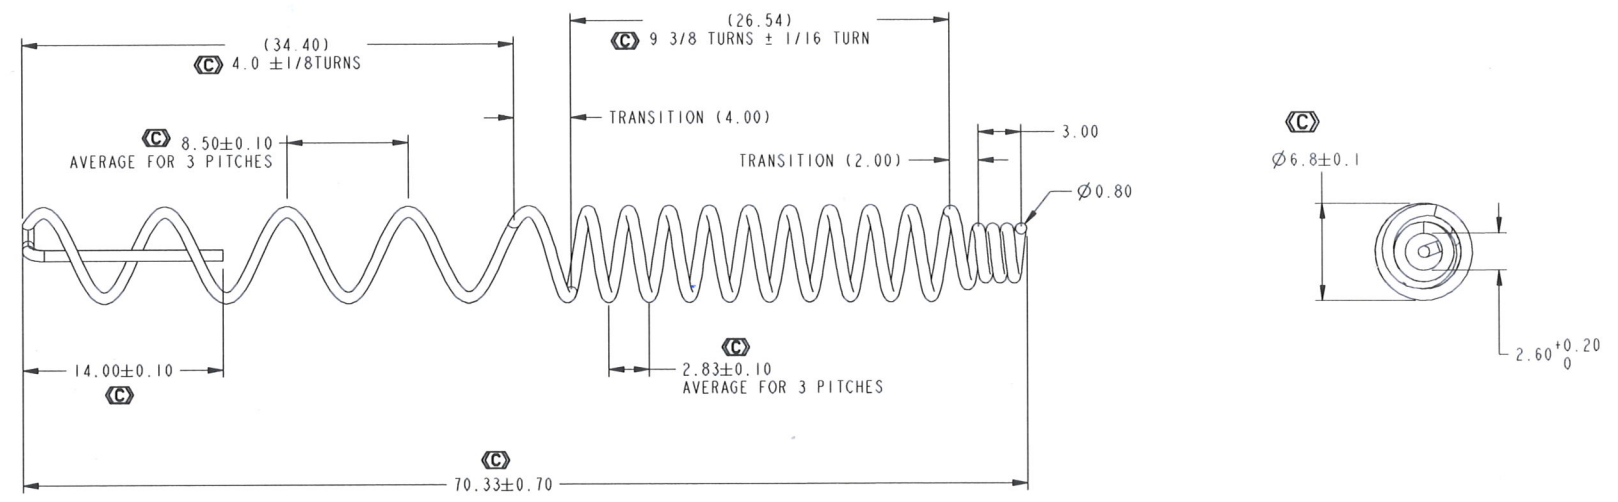 (26.54)
C 9 3/8 TURNS ± 1/16 TURN
(34.40)
C 4.0 ±1/8TURNS
TRANSITION (4.00)
C 8.50±0.10
AVERAGE FOR 3 PITCHES
3.00
TRANSITION (2.00)
Ø0.80
C
Ø6.8±0.1
14.00±0.10
C
C
2.83±0.10
AVERAGE FOR 3 PITCHES
2.60 +0.20
0
C
70.33±0.70